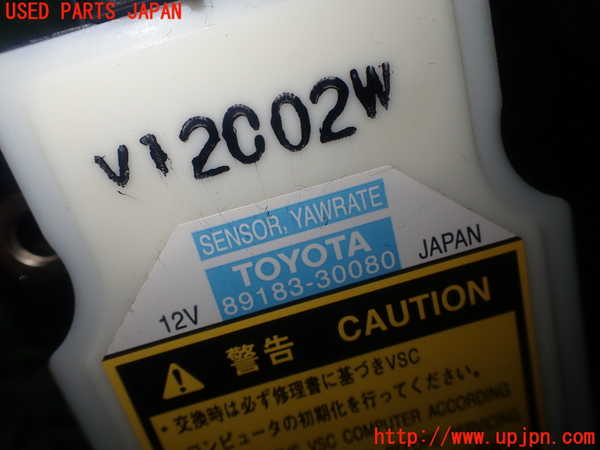 USED PARTS JAPAN
V12C02W
SENSOR, YAWRATE
TOYOTA
89183-30080
12V
JAPAN
警告 CAUTION
・交換時は必ず修理書に基づきVSC
コンピュータの初期化を行ってください。
VSC COMPUTER ACCORDING
http://www.upjpn.com/